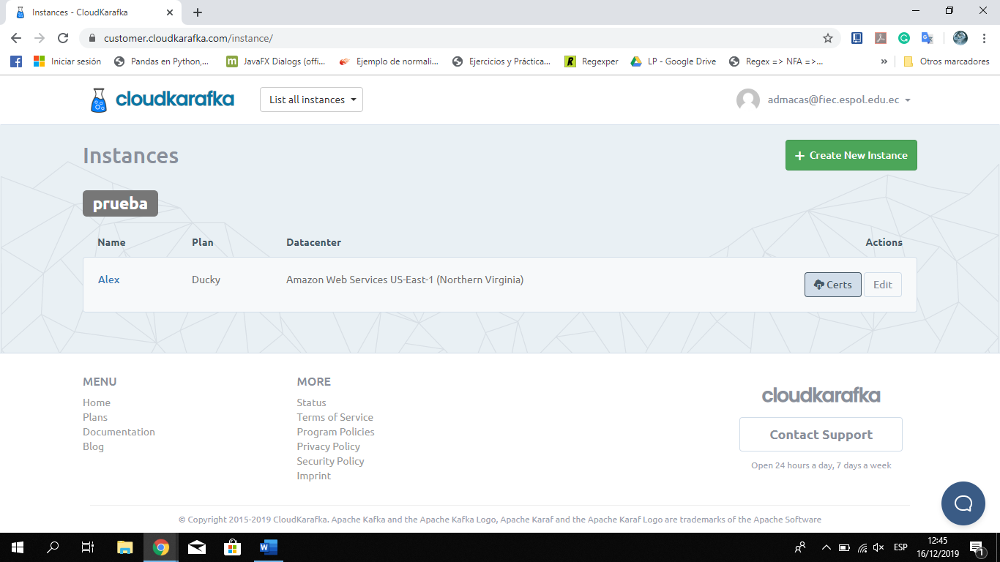 Instances - CloudKarafka
customer.cloudkarafka.com/instance/
Iniciar sesión
Pandas en Python,...
JavaFX Dialogs (offi...
Ejemplo de normali...
Ejercicios y Práctica...
Regexper
LP - Google Drive
Regex => NFA =>...
»
Otros marcadores
cloudkarafka
List all instances
admacas@fiec.espol.edu.ec
Instances
+ Create New Instance
prueba
Name Plan Datacenter Actions
Alex Ducky Amazon Web Services US-East-1 (Northern Virginia) Certs Edit
MENU
Home
Plans
Documentation
Blog
MORE
Status
Terms of Service
Program Policies
Privacy Policy
Security Policy
Imprint
cloudkarafka
Contact Support
Open 24 hours a day, 7 days a week
© Copyright 2015-2019 CloudKarafka. Apache Kafka and the Apache Kafka Logo, Apache Karaf and the Apache Karaf Logo are trademarks of the Apache Software
ESP
12:45
16/12/2019
1